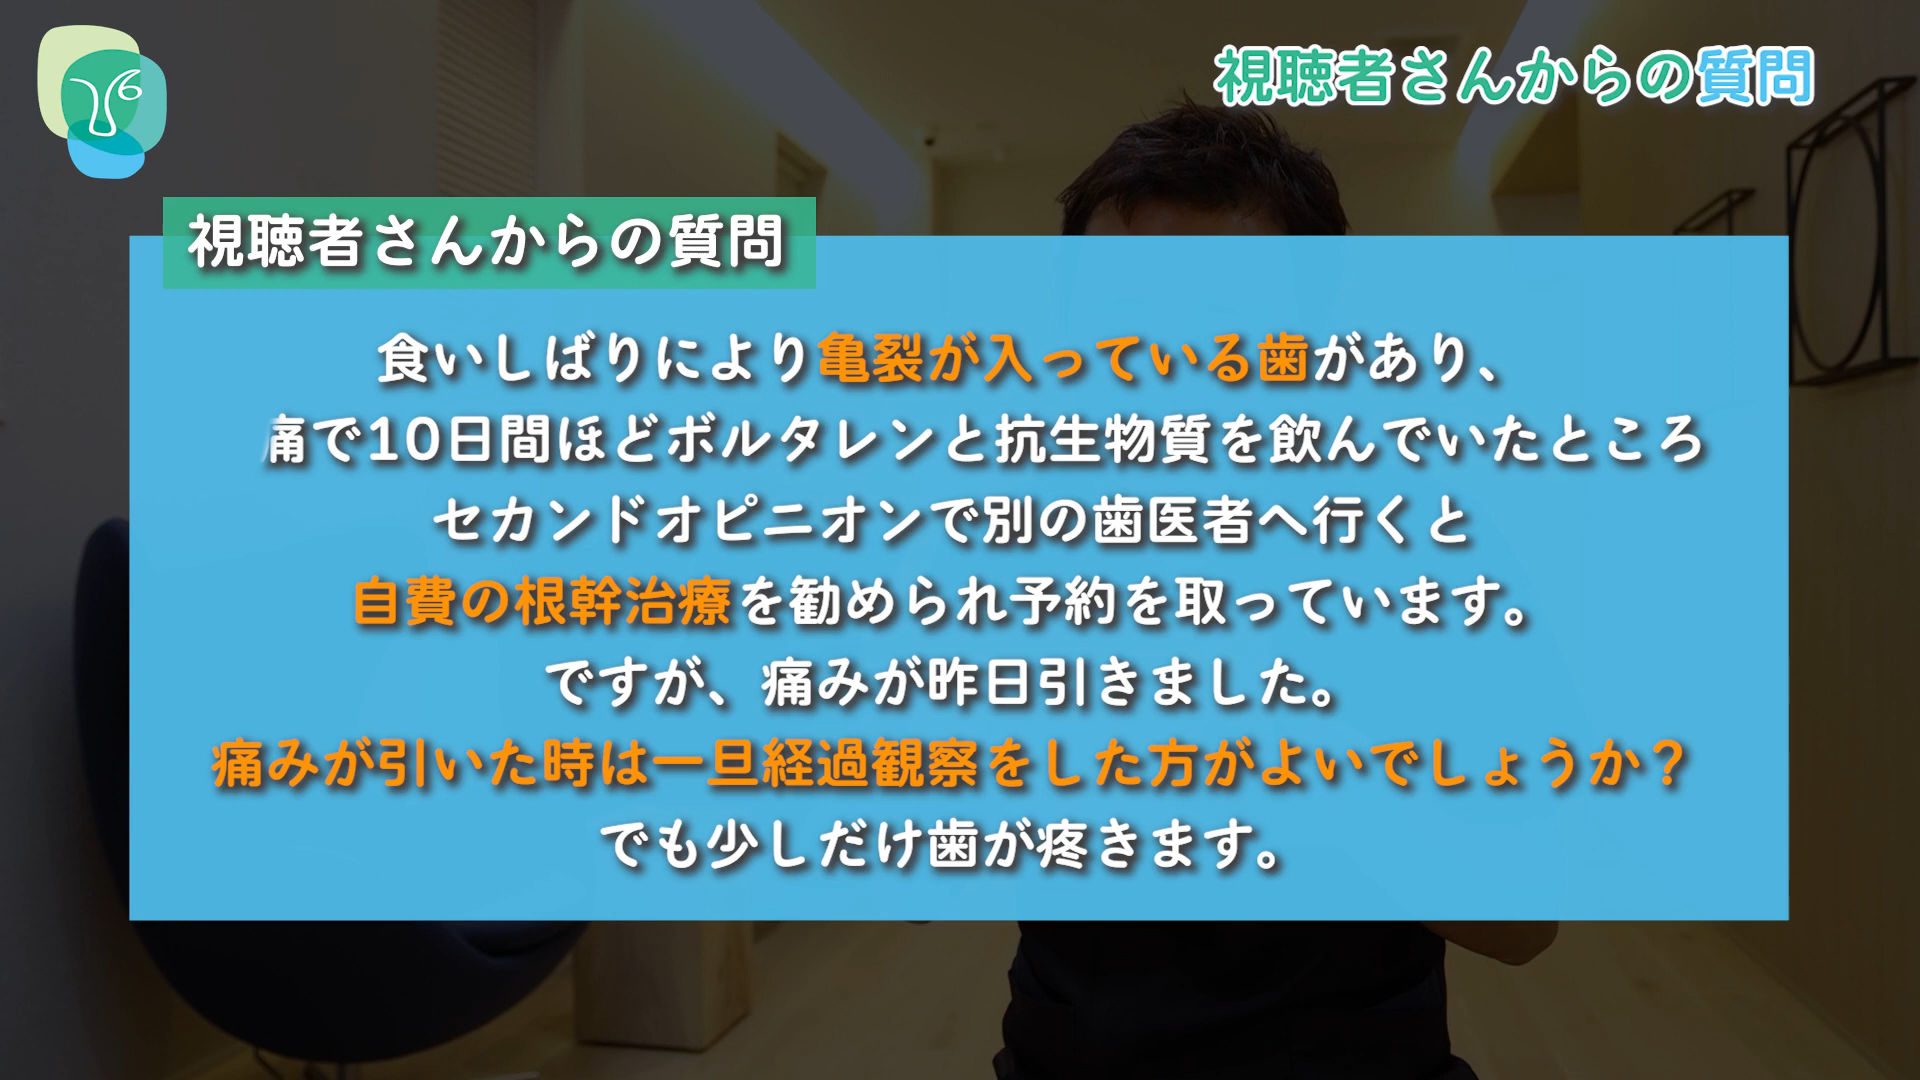 視聴者さんからの質問
視聴者さんからの質問
食いしばりにより亀裂が入っている歯があり、
痛で10日間ほどボルタレンと抗生物質を飲んでいたところ
セカンドオピニオンで別の歯医者へ行くと
自費の根幹治療を勧められ予約を取っています。
ですが、痛みが昨日引きました。
痛みが引いた時は一旦経過観察をした方がよいでしょうか？
でも少しだけ歯が疼きます。